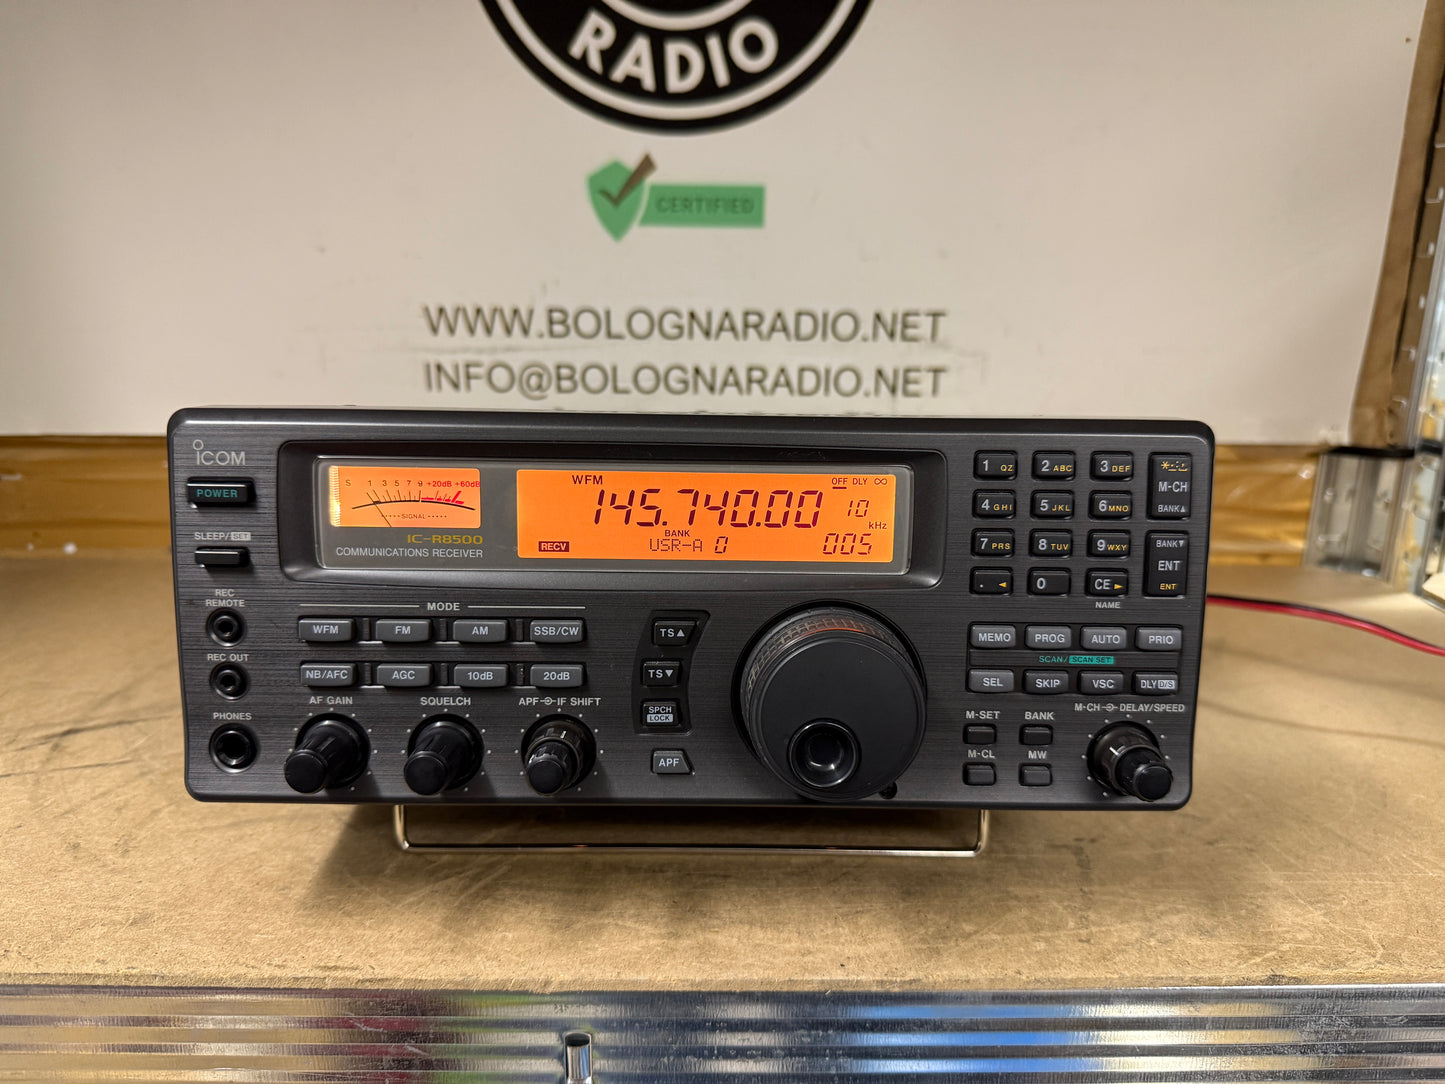 RADIO
CERTIFIED
WWW.BOLOGNARADIO.NET
INFO@BOLOGNARADIO.NET
ICOM
POWER
SLEEP/SET
REC REMOTE
REC OUT
PHONES
S 1 3 5 7 9 +20dB +60dB
SIGNAL
IC-R8500
COMMUNICATIONS RECEIVER
WFM
OFF DLY ∞
145.740.00
10
kHz
BANK
RECV
USR-A 0
005
MODE
WFM FM AM SSB/CW
NB/AFC AGC 10dB 20dB
AF GAIN SQUELCH APF IF SHIFT
TS▲
TS▼
SPCH
LOCK
APF
1 QZ 2 ABC 3 DEF
M-CH
BANK▲
4 GHI 5 JKL 6 MNO
7 PRS 8 TUV 9 WXY
BANK▼
ENT
ENT
. ◄ 0 CE ►
NAME
MEMO PROG AUTO PRIO
SCAN/SCAN SET
SEL SKIP VSC DLY D/S
M-SET BANK
M-CH DELAY/SPEED
M-CL MW